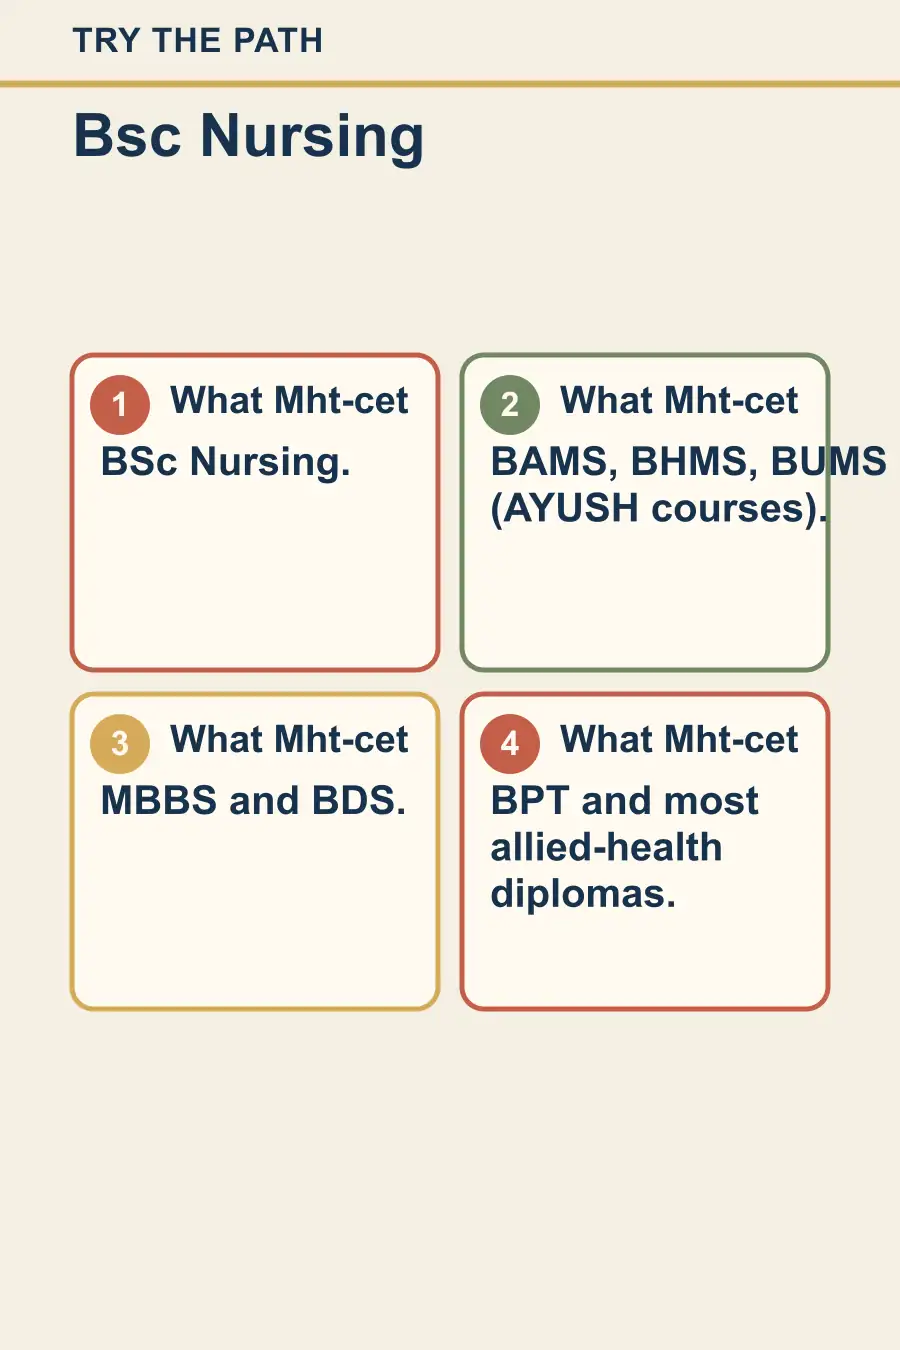 TRY THE PATH
Bsc Nursing
1 What Mht-cet
BSc Nursing.
2 What Mht-cet
BAMS, BHMS, BUMS
(AYUSH courses).
3 What Mht-cet
MBBS and BDS.
4 What Mht-cet
BPT and most
allied-health
diplomas.